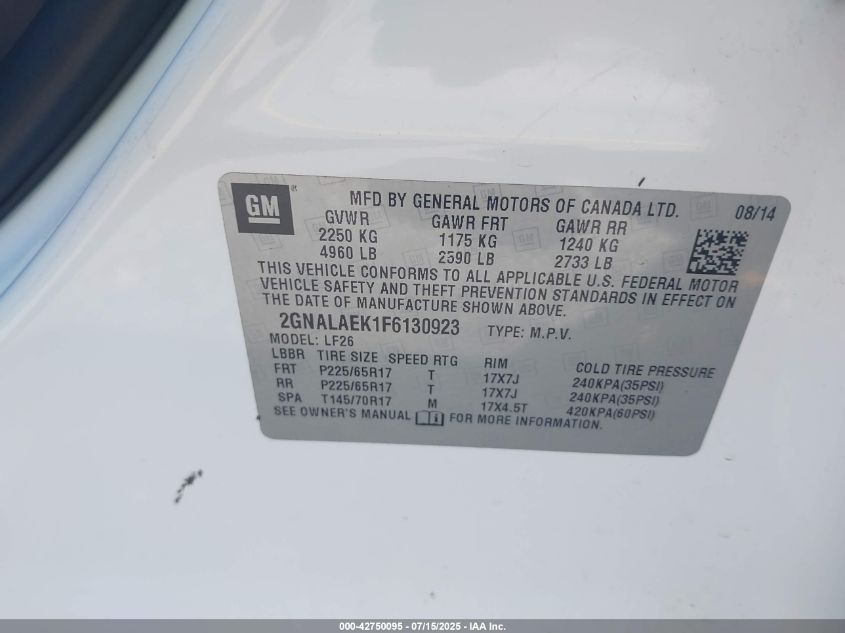 GM ®
MFD BY GENERAL MOTORS OF CANADA LTD. 08/14
GVWR GAWR FRT GAWR RR
2250 KG 1175 KG 1240 KG
4960 LB 2590 LB 2733 LB
THIS VEHICLE CONFORMS TO ALL APPLICABLE U.S. FEDERAL MOTOR
VEHICLE SAFETY AND THEFT PREVENTION STANDARDS IN EFFECT ON
THE DATE OF MANUFACTURE SHOWN ABOVE.
2GNALAEK1F6130923 TYPE: M.P.V.
MODEL: LF26
LBBR TIRE SIZE SPEED RTG RIM COLD TIRE PRESSURE
FRT P225/65R17 T 17X7J 240KPA(35PSI)
RR P225/65R17 T 17X7J 240KPA(35PSI)
SPA T145/70R17 M 17X4.5T 420KPA(60PSI)
SEE OWNER'S MANUAL FOR MORE INFORMATION.
000-42750095 - 07/15/2025 - IAA Inc.